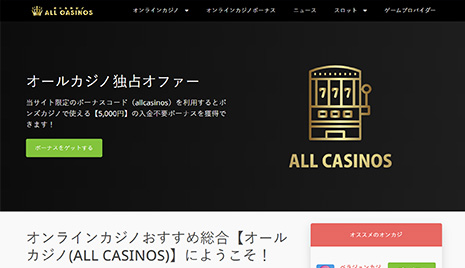 ALL CASINOS
オンラインカジノ
オンラインカジノボーナス
ニュース
スロット
ゲームプロバイダー
オールカジノ独占オファー
当サイト限定のボーナスコード（allcasinos）を利用するとボ
ンズカジノで使える【5,000円】の入金不要ボーナスを獲得で
きます！
ボーナスをゲットする
777
ALL CASINOS
オンラインカジノおすすめ総合【オール
カジノ(ALL CASINOS)】にようこそ！
オススメのオンカジ
ベラジョンカジ